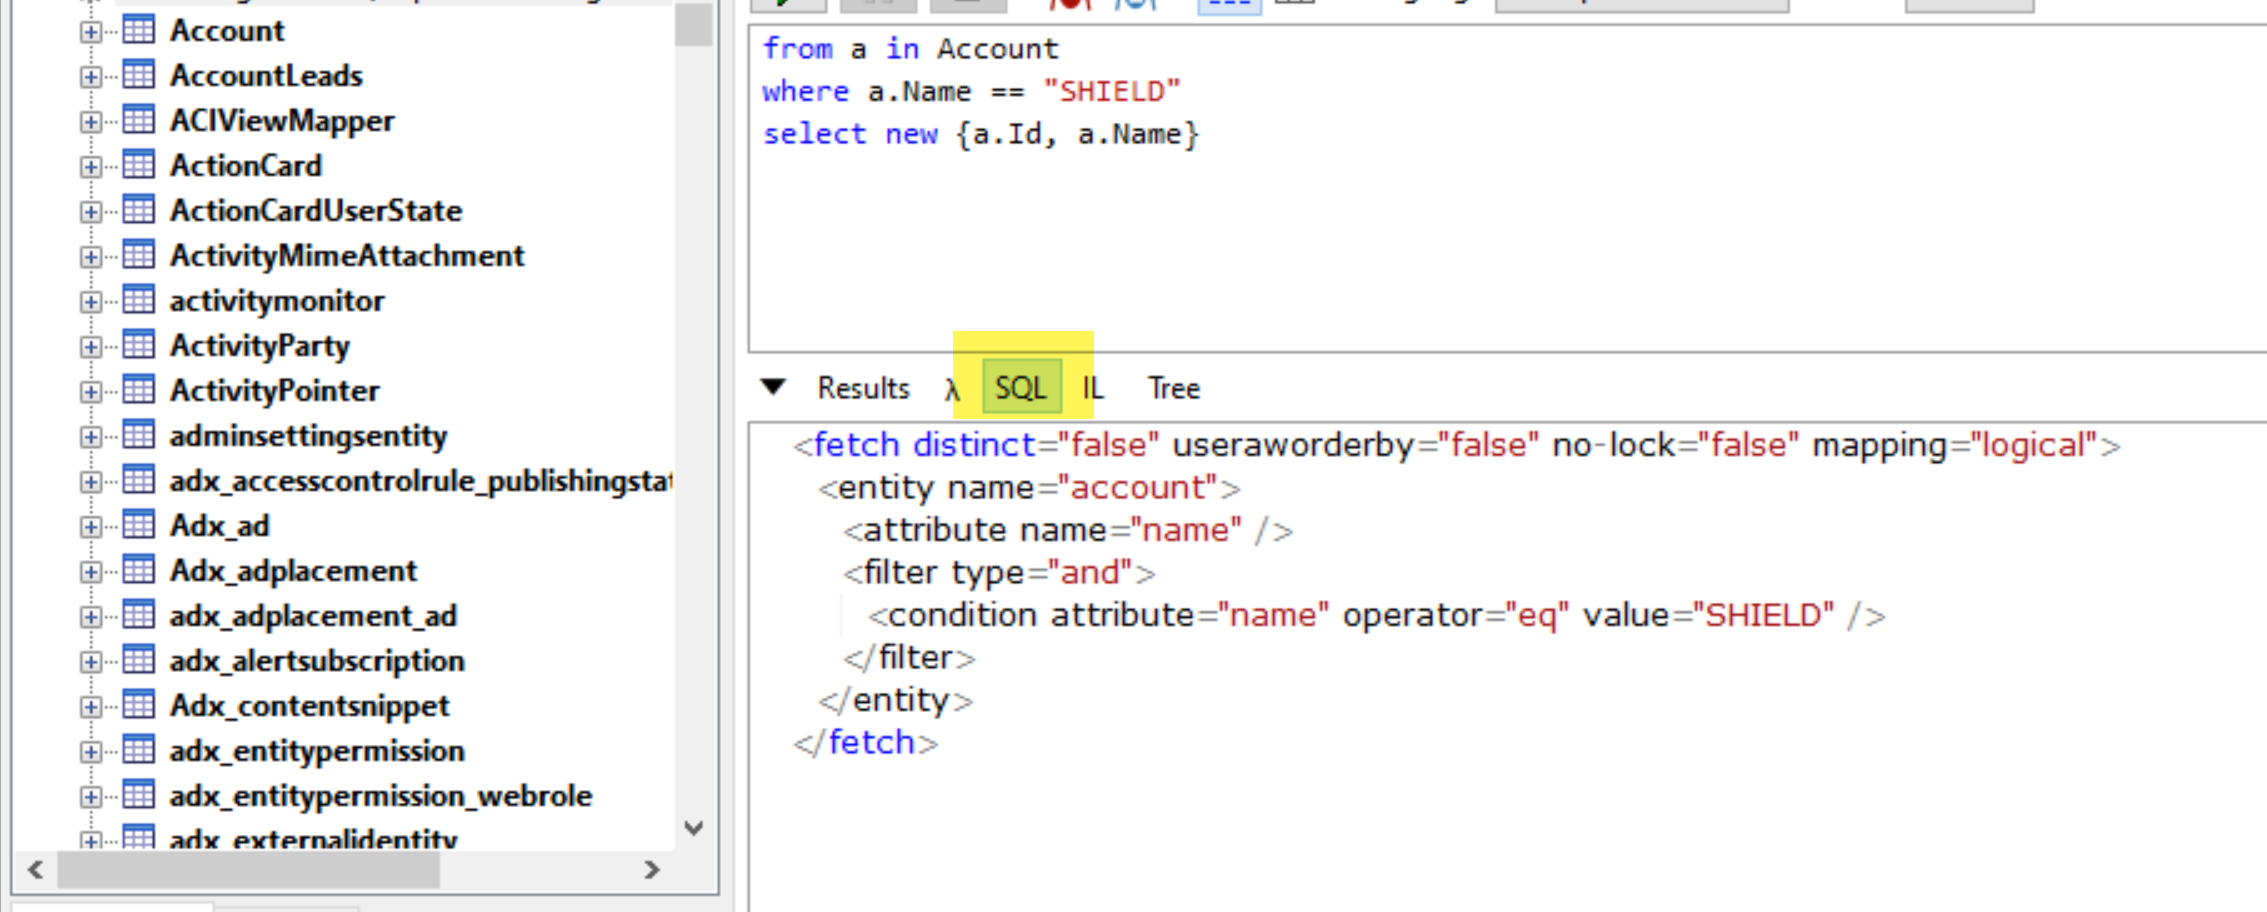 Account
AccountLeads
ACIViewMapper
ActionCard
ActionCardUserState
ActivityMimeAttachment
activitymonitor
ActivityParty
ActivityPointer
adminsettingsentity
adx_accesscontrolrule_publishingstat
Adx_ad
Adx_adplacement
adx_adplacement_ad
adx_alertsubscription
Adx_contentsnippet
adx_entitypermission
adx_entitypermission_webrole
adx_externalidentity
from a in Account
where a.Name == "SHIELD"
select new {a.Id, a.Name}
Results λ SQL IL Tree
<fetch distinct="false" useraworderby="false" no-lock="false" mapping="logical">
<entity name="account">
<attribute name="name" />
<filter type="and">
<condition attribute="name" operator="eq" value="SHIELD" />
</filter>
</entity>
</fetch>